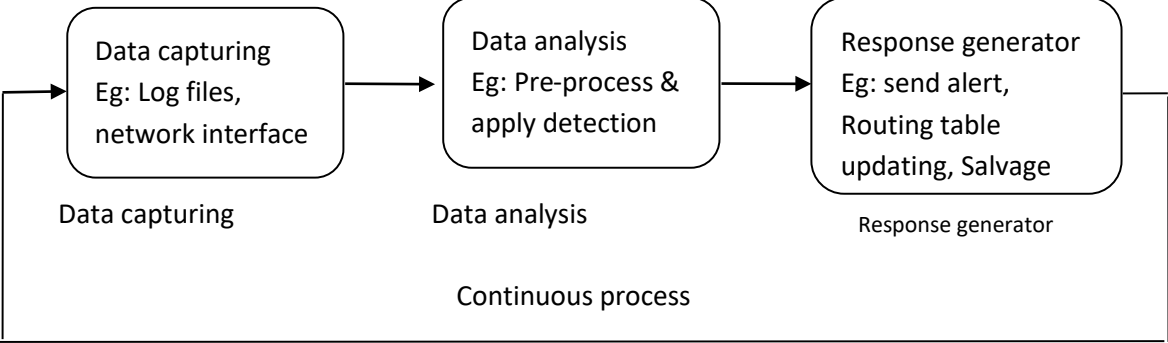 Data capturing
Eg: Log files,
network interface
Data analysis
Eg: Pre-process &
apply detection
Response generator
Eg: send alert,
Routing table
updating, Salvage
Data capturing
Data analysis
Response generator
Continuous process